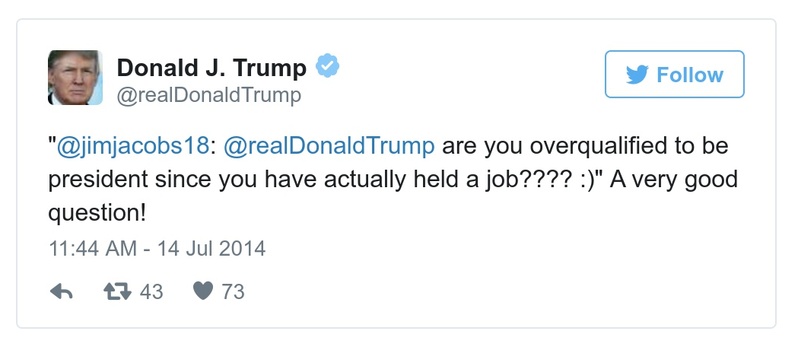 Donald J. Trump
@realDonaldTrump
Follow
"@jimjacobs18: @realDonaldTrump are you overqualified to be
president since you have actually held a job???? :)" A very good
question!
11:44 AM - 14 Jul 2014
43 73